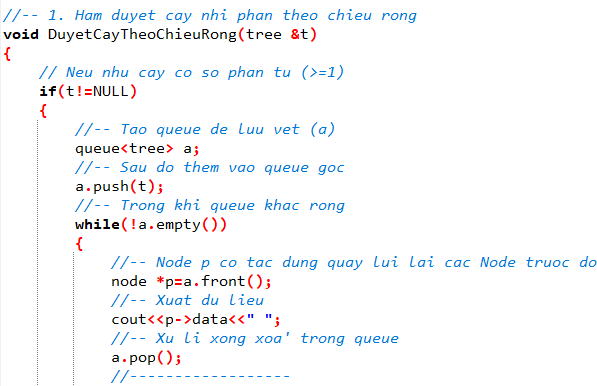 //-- 1. Ham duyet cay nhi phan theo chieu rong
void DuyetCayTheoChieuRong(tree &t)
{
// Neu nhu cay co so phan tu (>=1)
if(t!=NULL)
{
//-- Tao queue de luu vet (a)
queue<tree> a;
//-- Sau do them vao queue goc
a.push(t);
//-- Trong khi queue khac rong
while(!a.empty())
{
//-- Node p co tac dung quay lui lai cac Node truoc do
node *p=a.front();
//-- Xuat du lieu
cout<<p->data<<" ";
//-- Xu li xong xoa' trong queue
a.pop();
//------------------